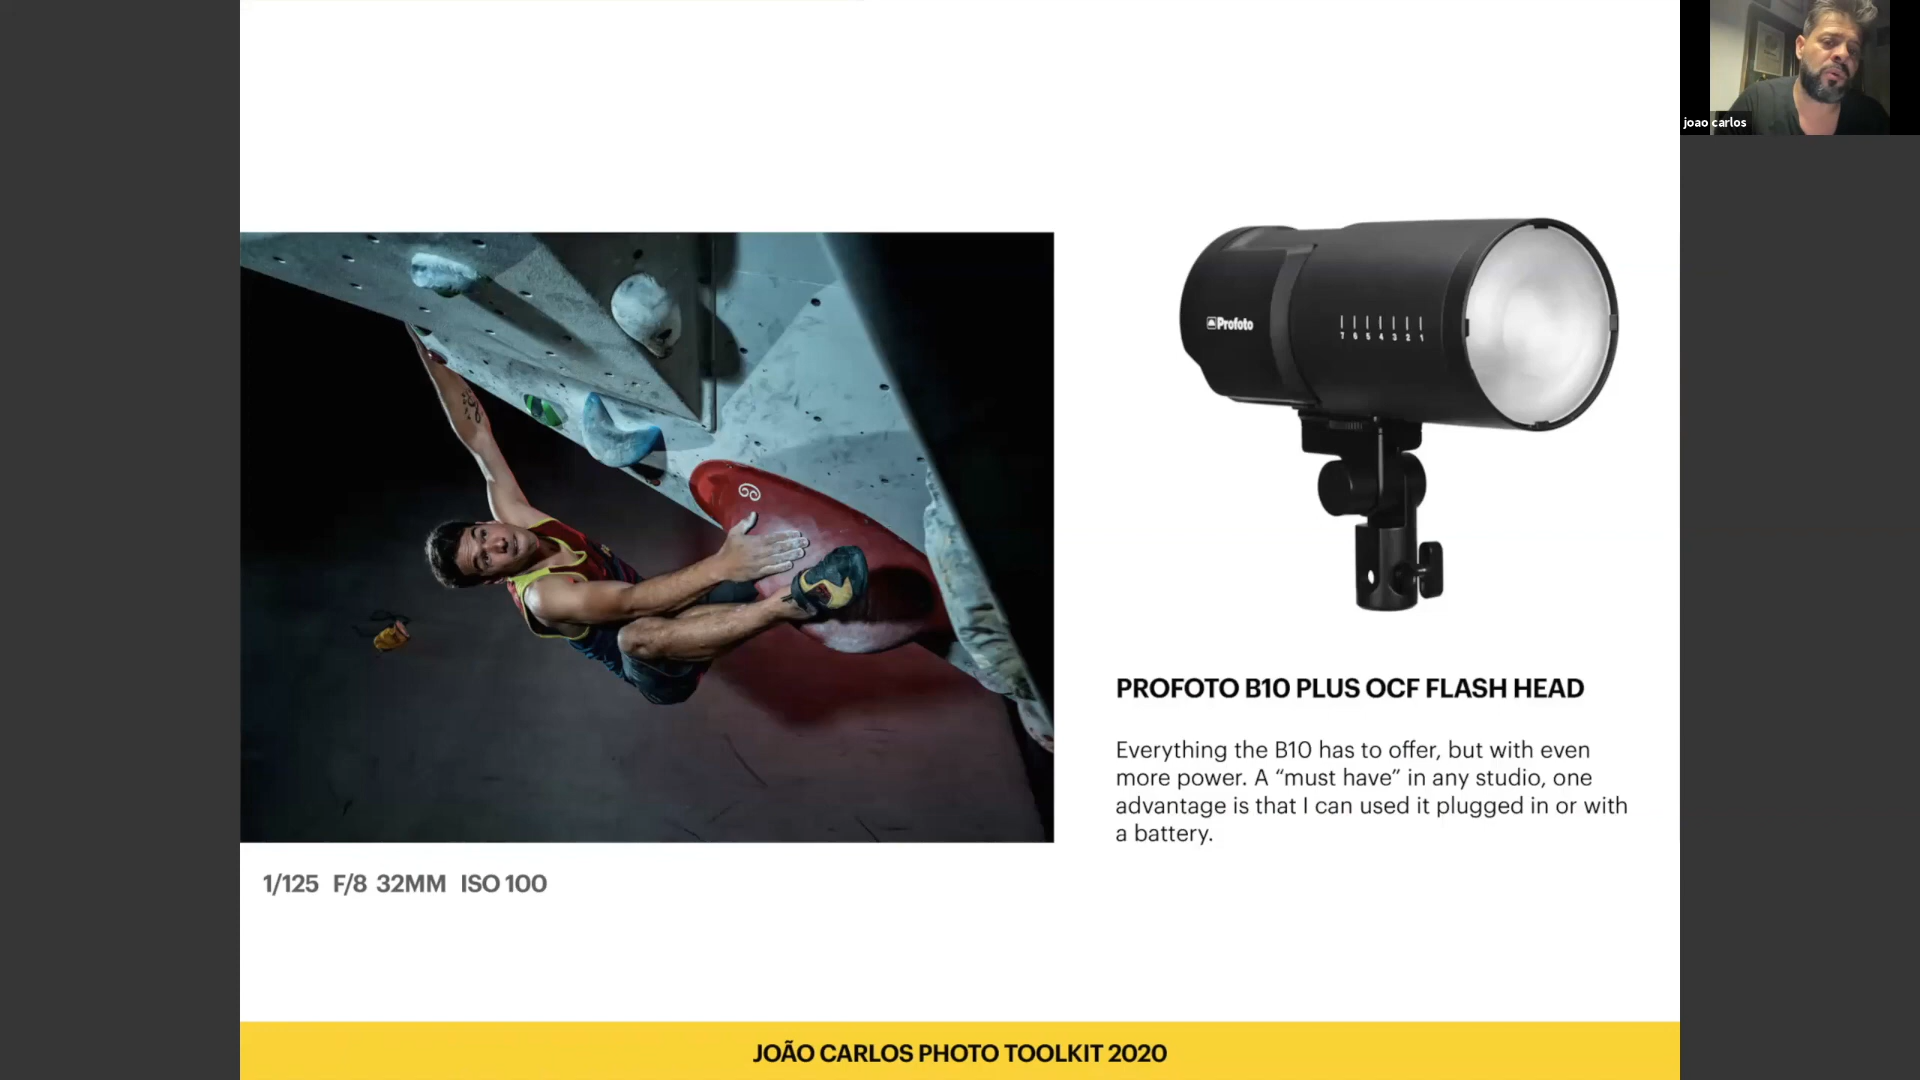 joao carlos
Profoto
7 6 5 4 3 2 1
PROFOTO B10 PLUS OCF FLASH HEAD
Everything the B10 has to offer, but with even
more power. A “must have” in any studio, one
advantage is that I can used it plugged in or with
a battery.
1/125 F/8 32MM ISO 100
JOÃO CARLOS PHOTO TOOLKIT 2020